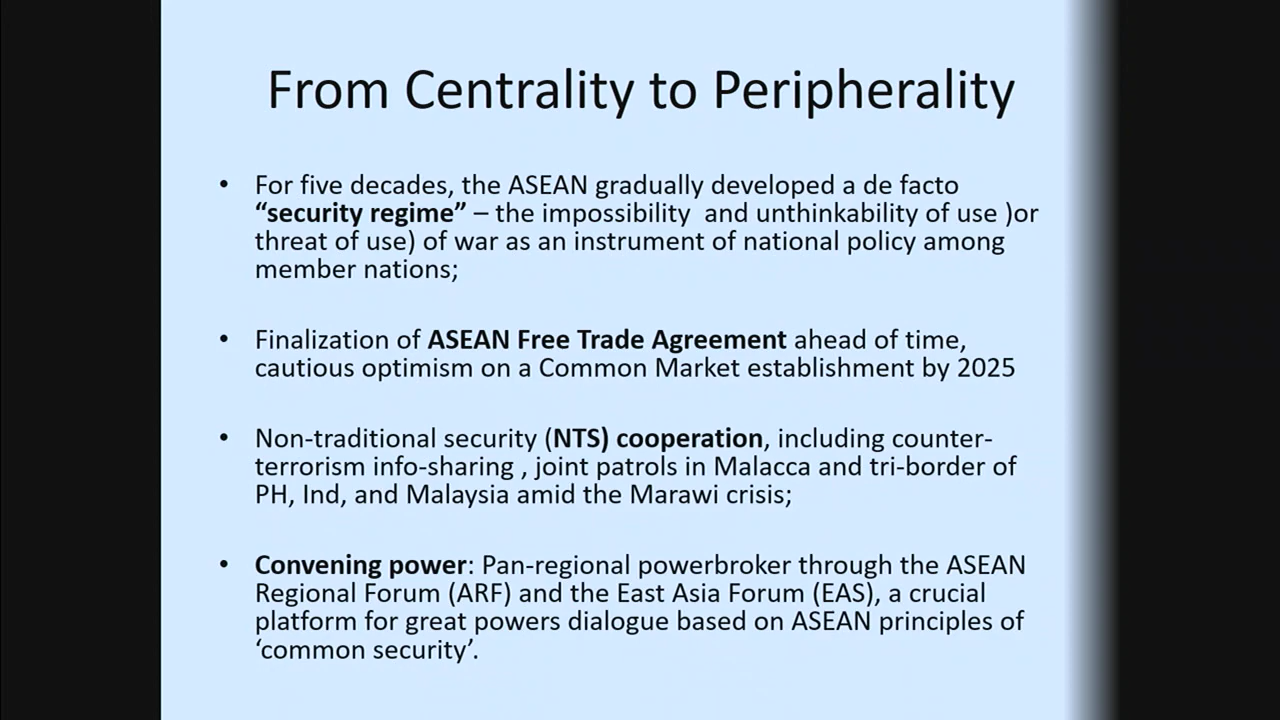 From Centrality to Peripherality
• For five decades, the ASEAN gradually developed a de facto
“security regime” – the impossibility  and unthinkability of use )or
threat of use) of war as an instrument of national policy among
member nations;
• Finalization of ASEAN Free Trade Agreement ahead of time,
cautious optimism on a Common Market establishment by 2025
• Non-traditional security (NTS) cooperation, including counter-
terrorism info-sharing , joint patrols in Malacca and tri-border of
PH, Ind, and Malaysia amid the Marawi crisis;
• Convening power: Pan-regional powerbroker through the ASEAN
Regional Forum (ARF) and the East Asia Forum (EAS), a crucial
platform for great powers dialogue based on ASEAN principles of
‘common security’.